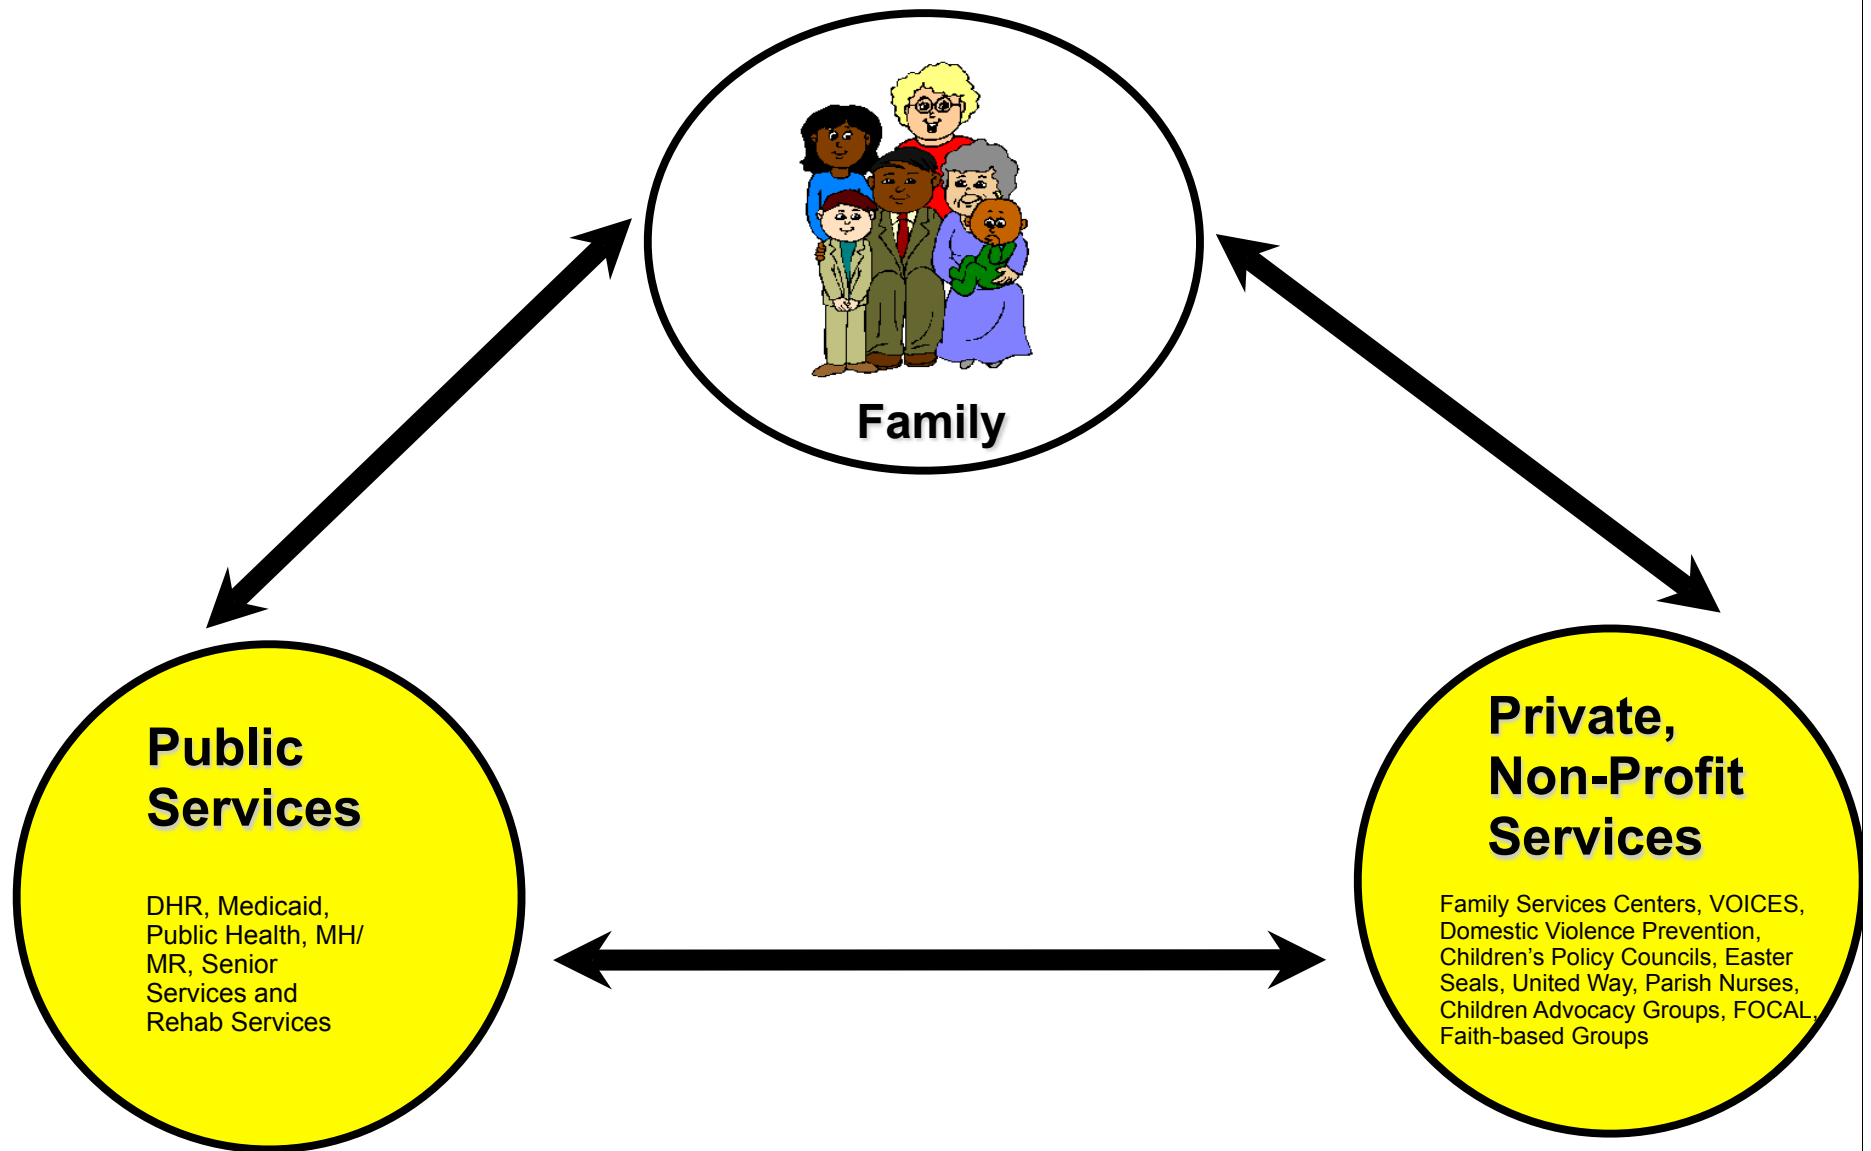 Family
Public
Services
DHR, Medicaid,
Public Health, MH/
MR, Senior
Services and
Rehab Services
Private,
Non-Profit
Services
Family Services Centers, VOICES,
Domestic Violence Prevention,
Children’s Policy Councils, Easter
Seals, United Way, Parish Nurses,
Children Advocacy Groups, FOCAL,
Faith-based Groups